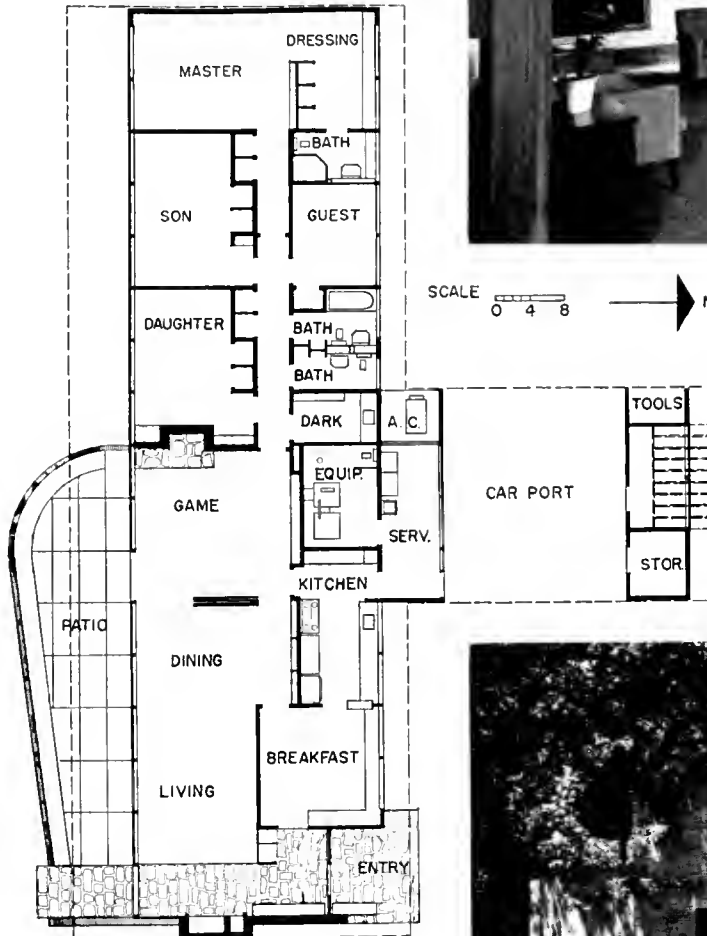 DRESSING
MASTER
BATH
SON
GUEST
SCALE
0 4 8
DAUGHTER
BATH
BATH
DARK
A.C.
TOOLS
EQUIP.
GAME
CAR PORT
SERV.
STOR.
KITCHEN
PATIO
DINING
BREAKFAST
LIVING
ENTRY